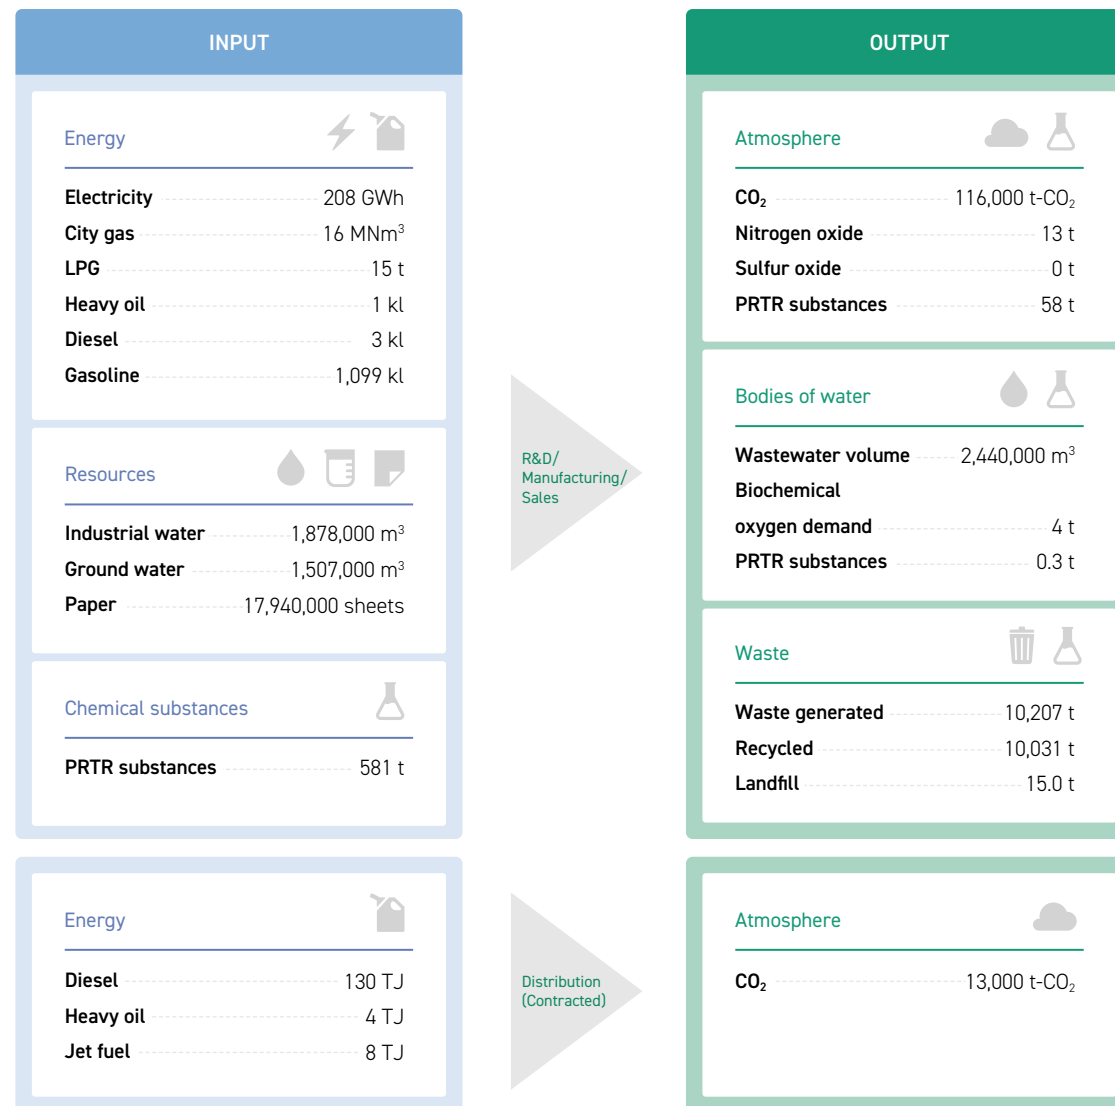 INPUT
Energy
Electricity 208 GWh
City gas 16 MNm³
LPG 15 t
Heavy oil 1 kl
Diesel 3 kl
Gasoline 1,099 kl
Resources
Industrial water 1,878,000 m³
Ground water 1,507,000 m³
Paper 17,940,000 sheets
Chemical substances
PRTR substances 581 t
R&D/
Manufacturing/
Sales
OUTPUT
Atmosphere
CO₂ 116,000 t-CO₂
Nitrogen oxide 13 t
Sulfur oxide 0 t
PRTR substances 58 t
Bodies of water
Wastewater volume 2,440,000 m³
Biochemical
oxygen demand 4 t
PRTR substances 0.3 t
Waste
Waste generated 10,207 t
Recycled 10,031 t
Landfill 15.0 t
Energy
Diesel 130 TJ
Heavy oil 4 TJ
Jet fuel 8 TJ
Distribution
(Contracted)
Atmosphere
CO₂ 13,000 t-CO₂